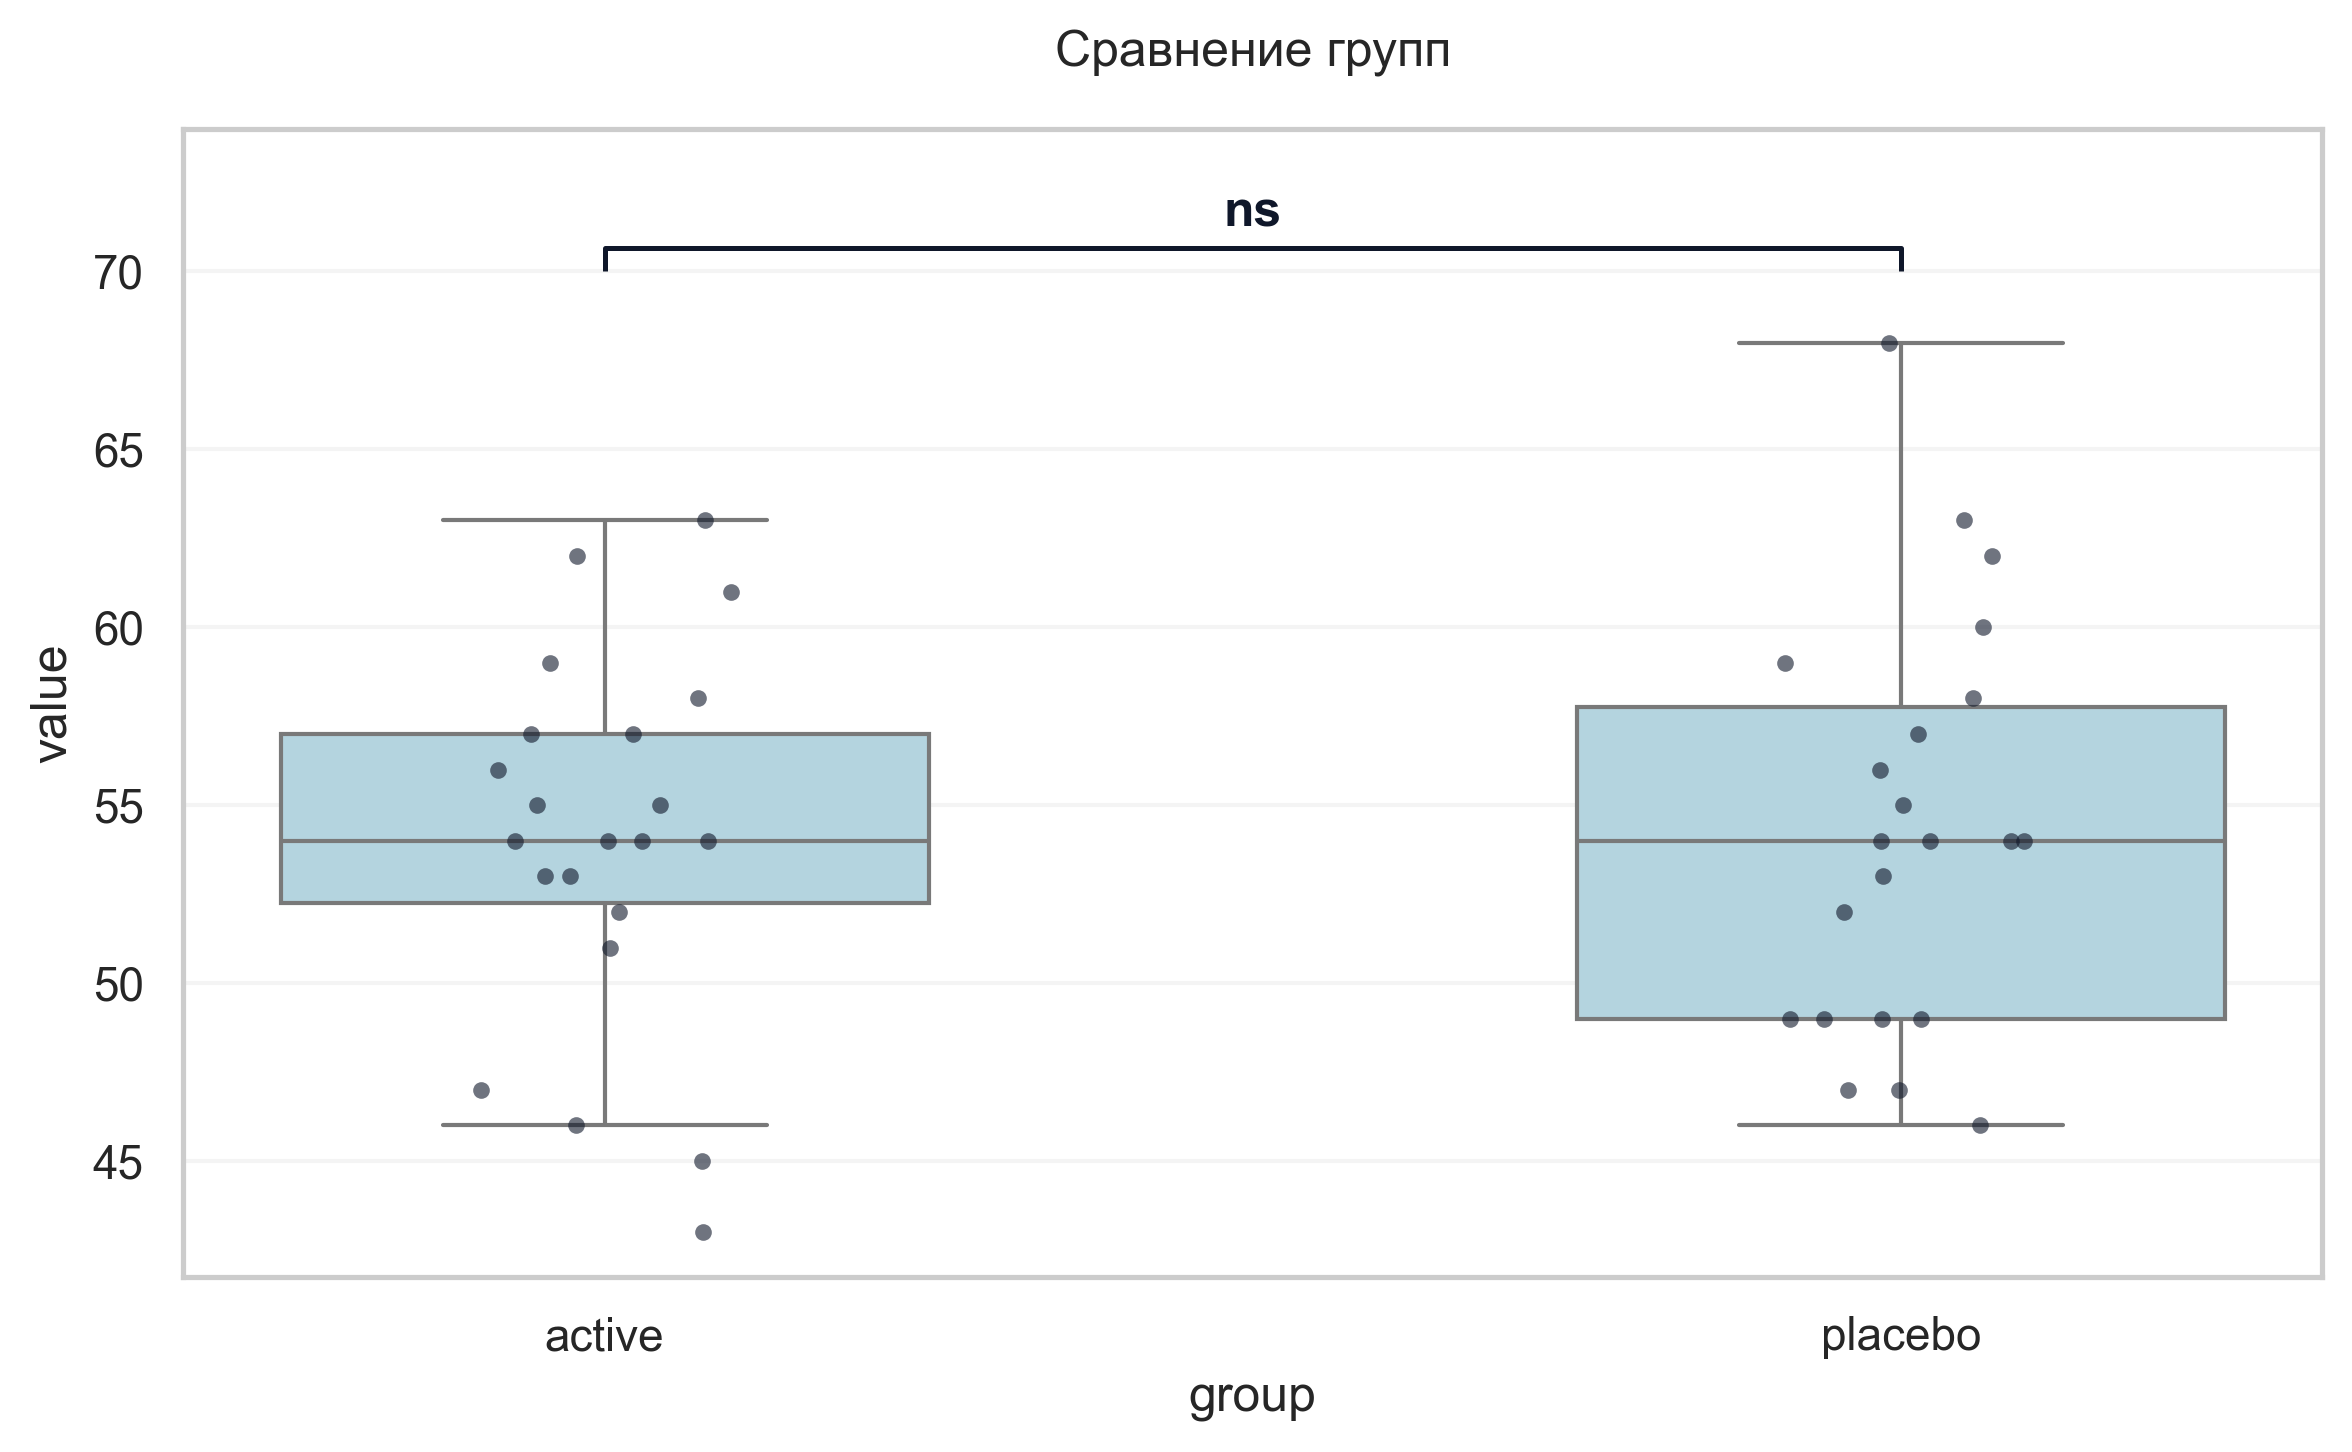 Сравнение групп
ns
70
65
60
55
50
45
value
active
placebo
group